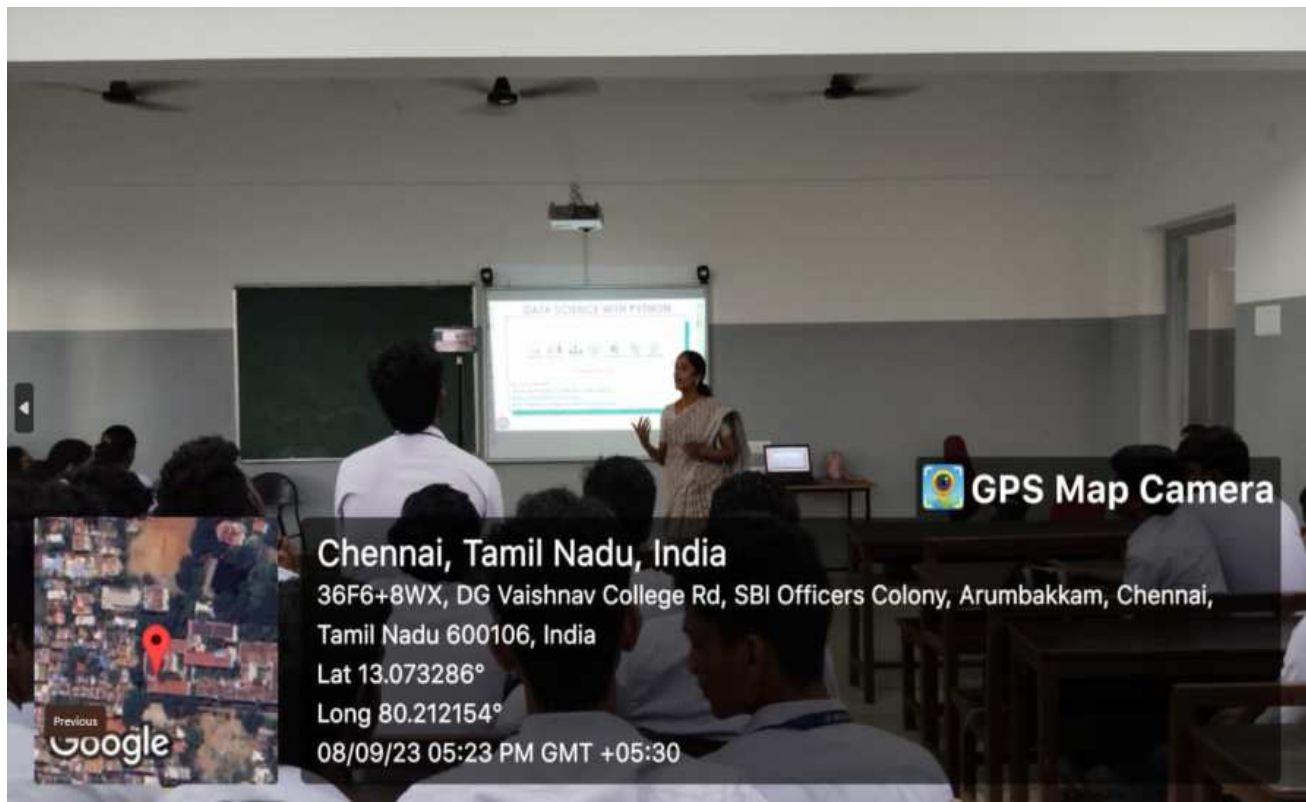 DATA SCIENCE WITH PYTHON
GPS Map Camera
Chennai, Tamil Nadu, India
36F6+8WX, DG Vaishnav College Rd, SBI Officers Colony, Arumbakkam, Chennai,
Tamil Nadu 600106, India
Lat 13.073286°
Long 80.212154°
08/09/23 05:23 PM GMT +05:30
Previous
Google